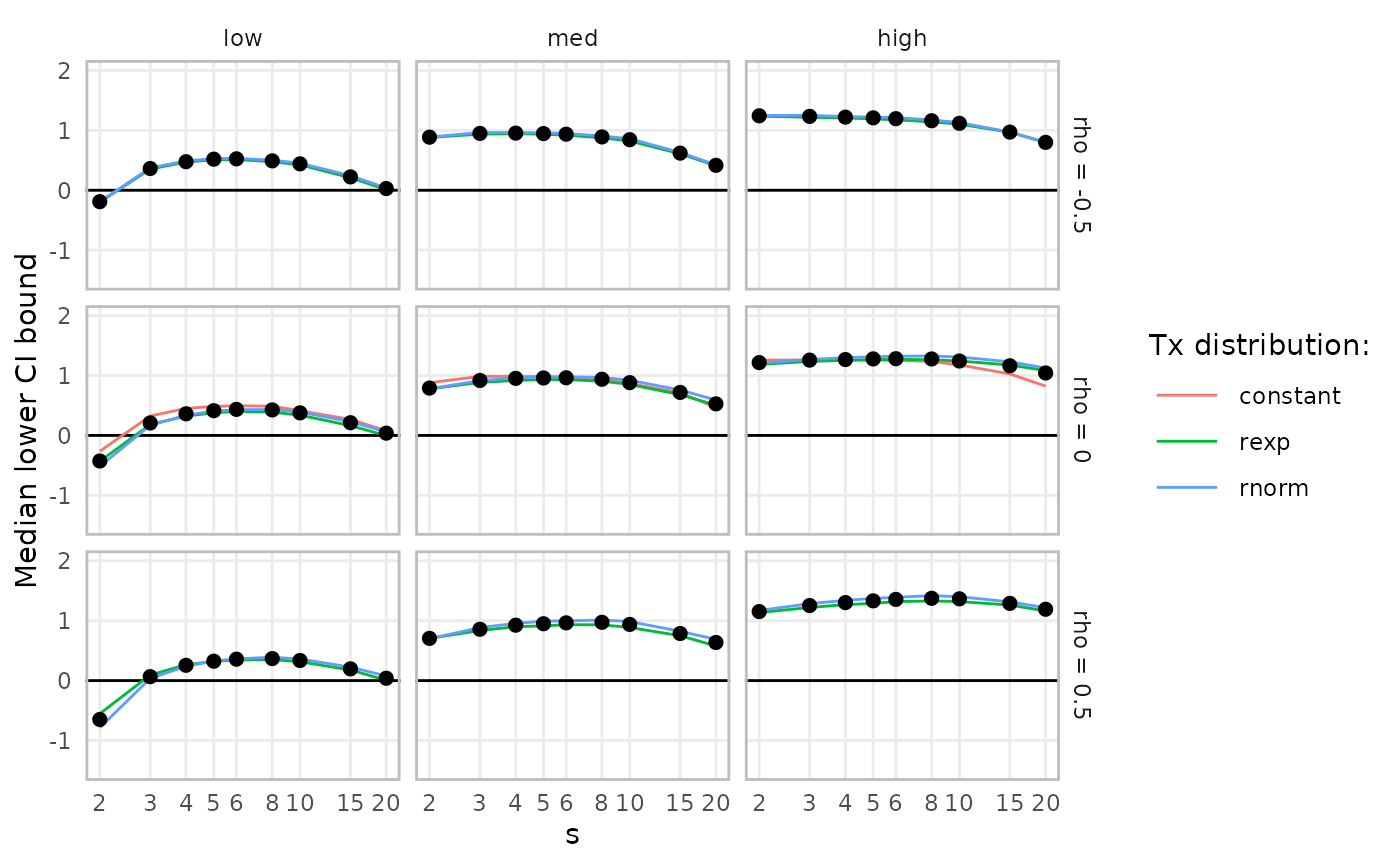 low med high
2
1
0
-1
rho = -0.5
2
1
0
-1
rho = 0
2
1
0
-1
rho = 0.5
2 3 4 5 6 8 10 15 20 2 3 4 5 6 8 10 15 20 2 3 4 5 6 8 10 15 20
s
Median lower CI bound
Tx distribution:
constant
rexp
rnorm